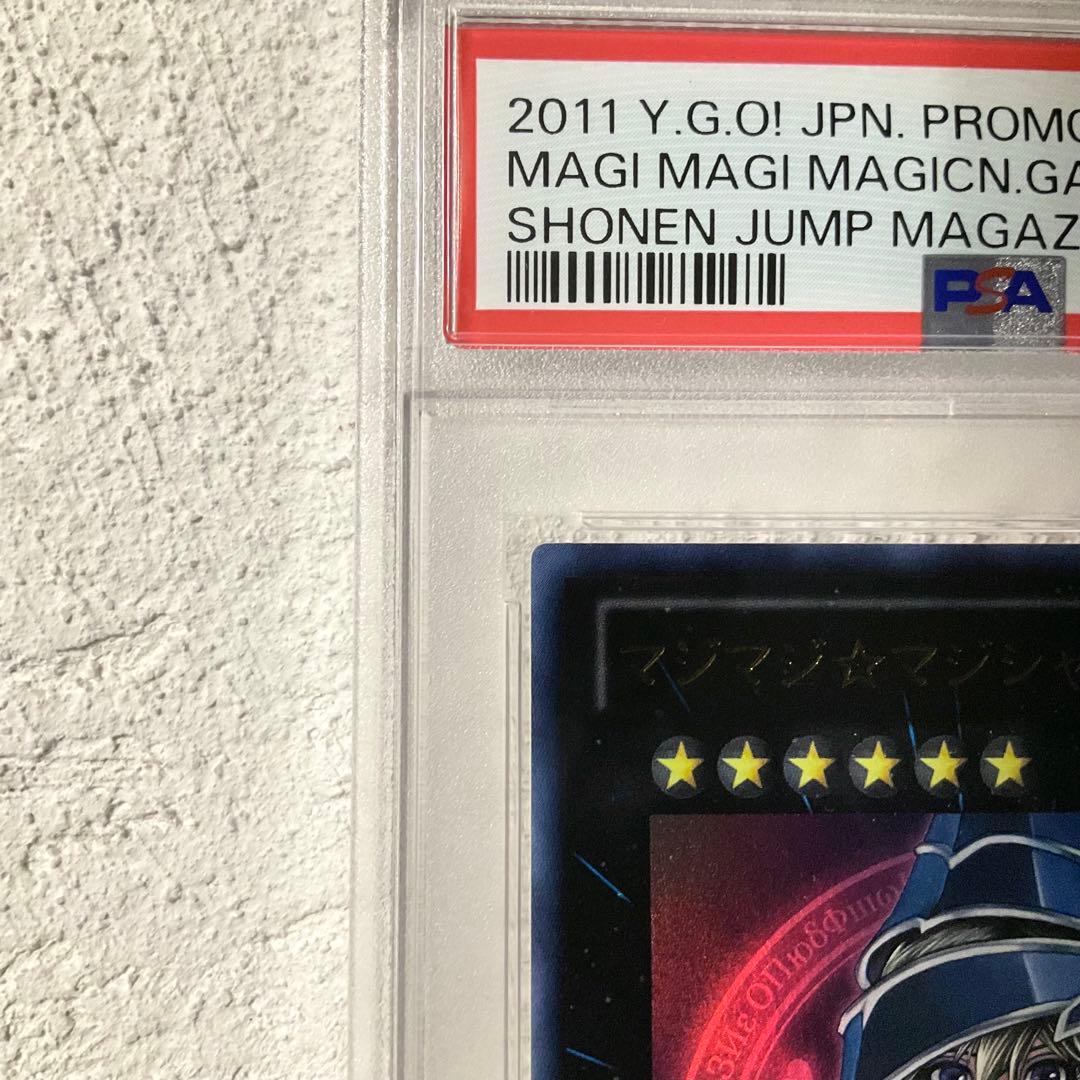 2011 Y.G.O! JPN. PROMO
MAGI MAGI MAGICN.GA
SHONEN JUMP MAGAZ
PSA
マジマジ☆マジシャ